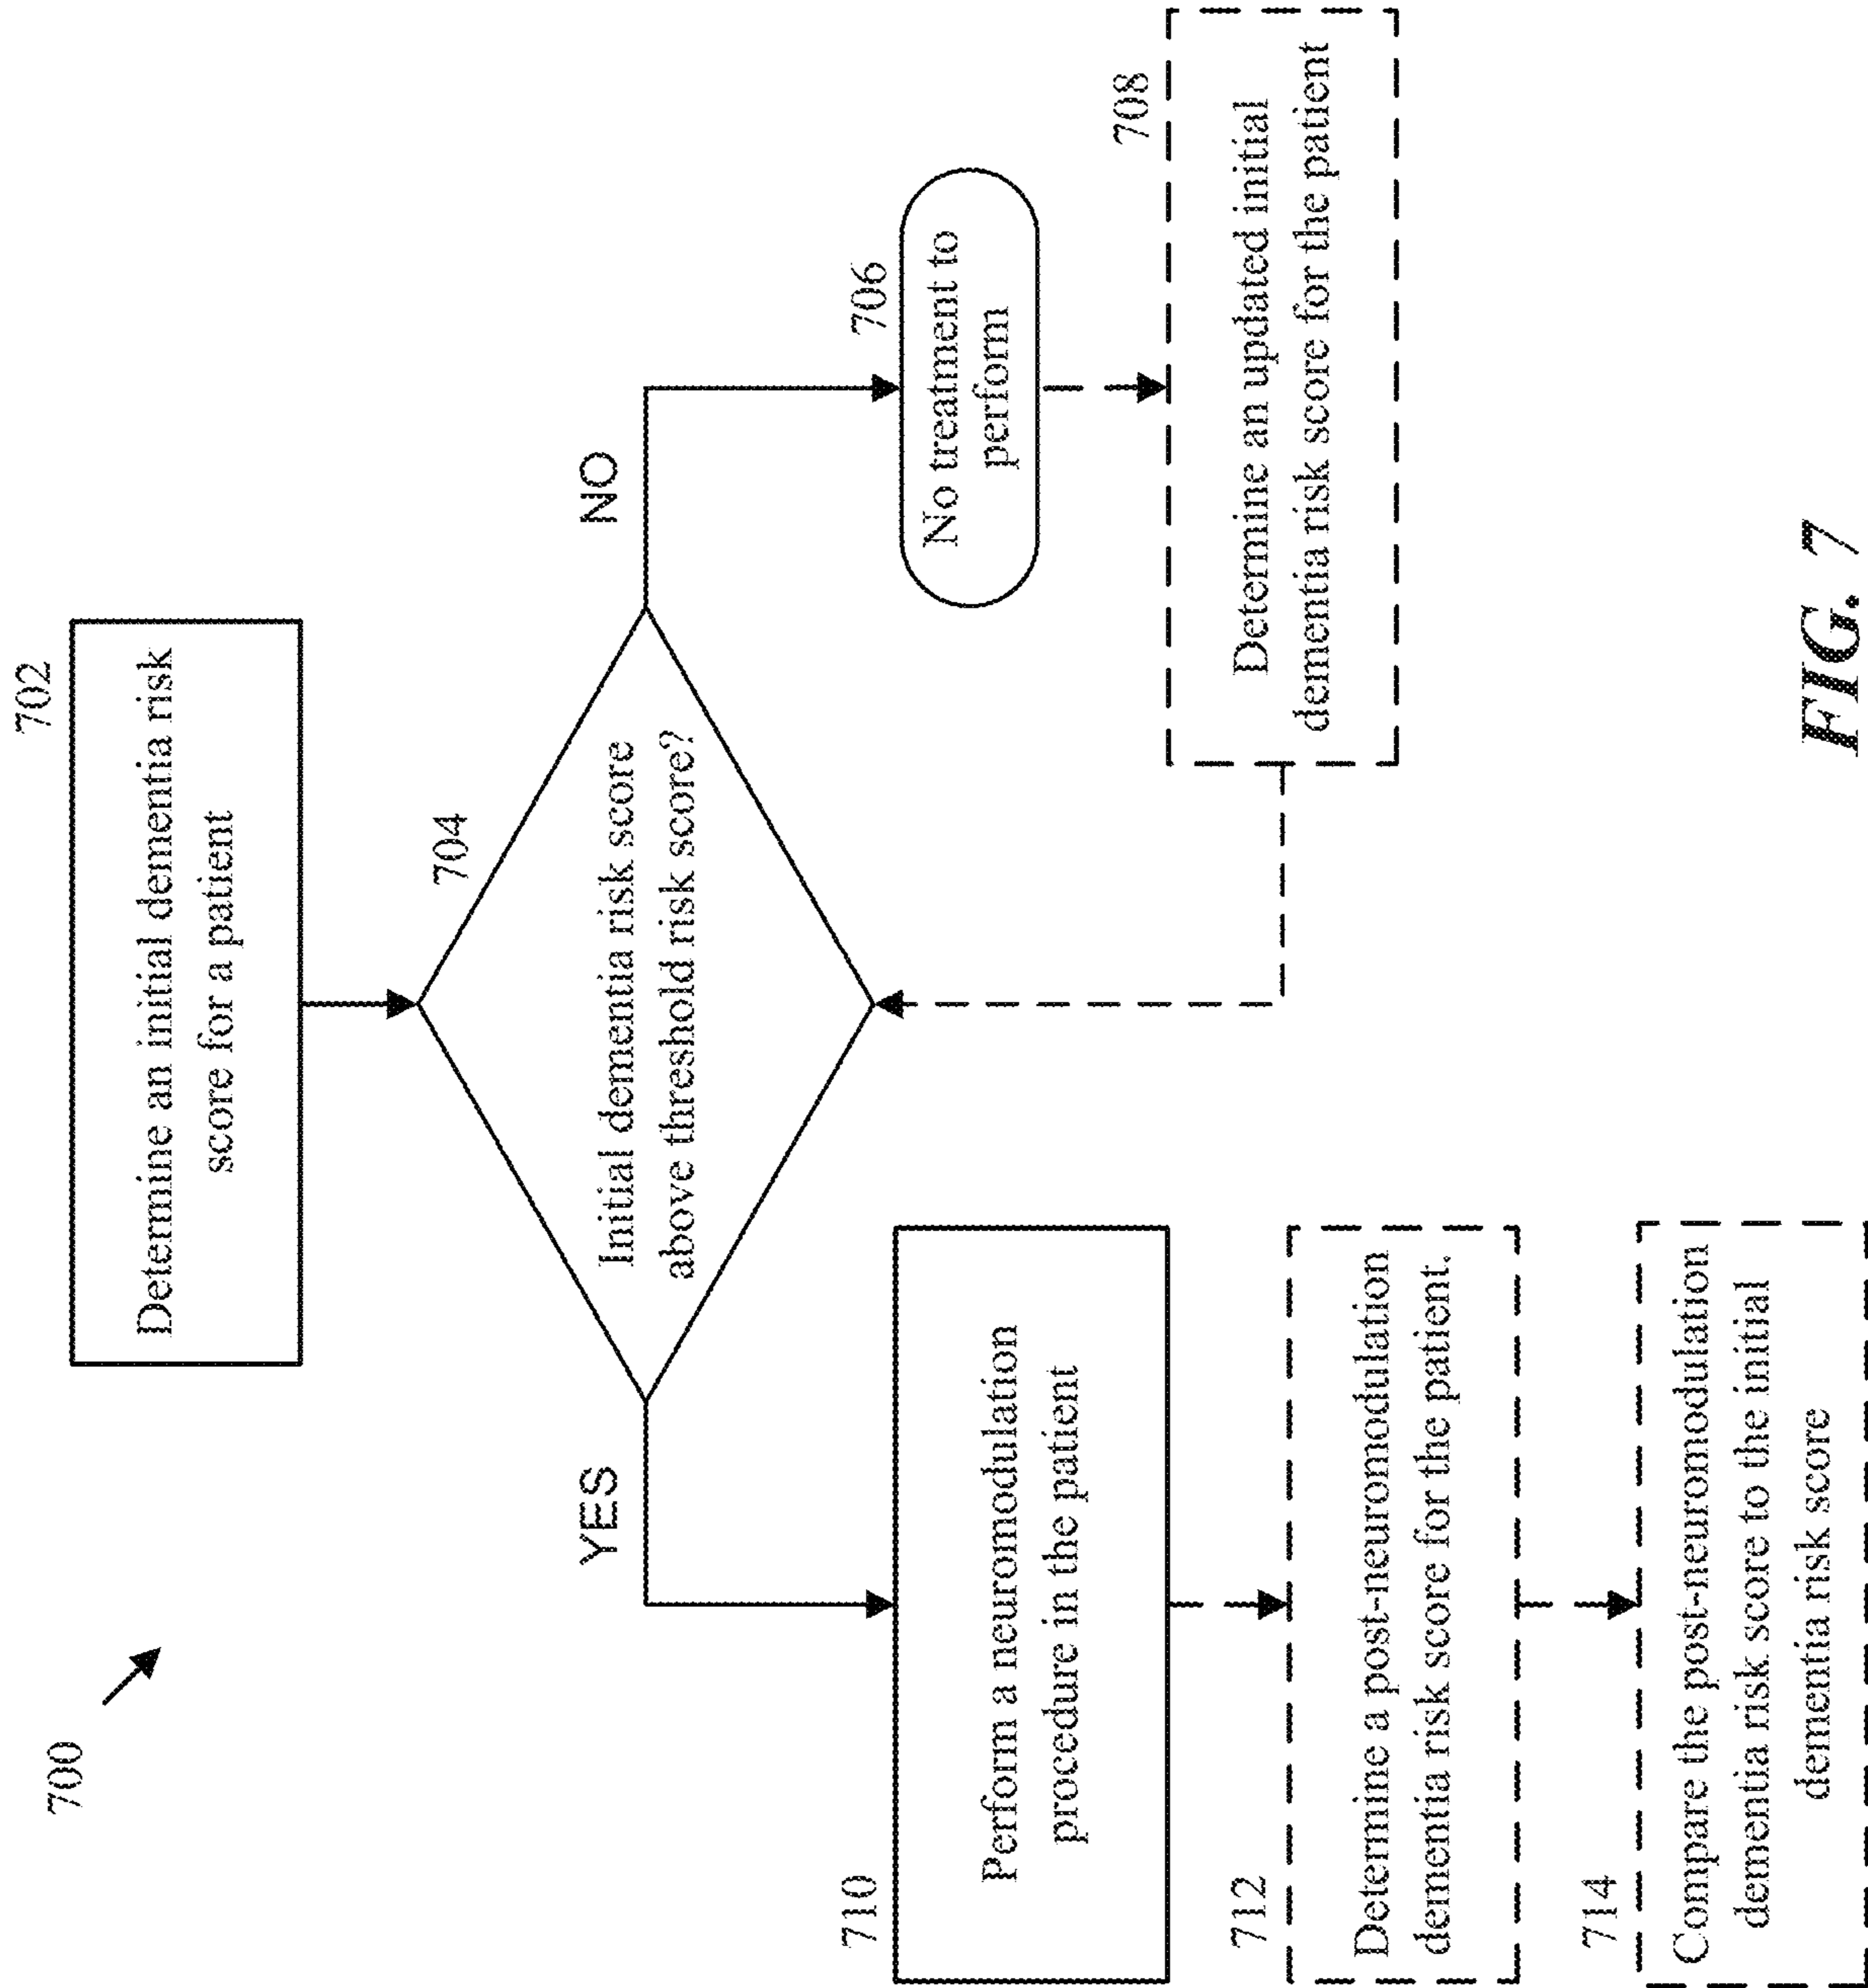 700
702
Determine an initial dementia risk
score for a patient
704
Initial dementia risk score
above threshold risk score?
YES
NO
706
No treatment to
perform
708
Determine an updated initial
dementia risk score for the patient
710
Perform a neuromodulation
procedure in the patient
712
Determine a post-neuromodulation
dementia risk score for the patient.
714
Compare the post-neuromodulation
dementia risk score to the initial
dementia risk score
FIG. 7